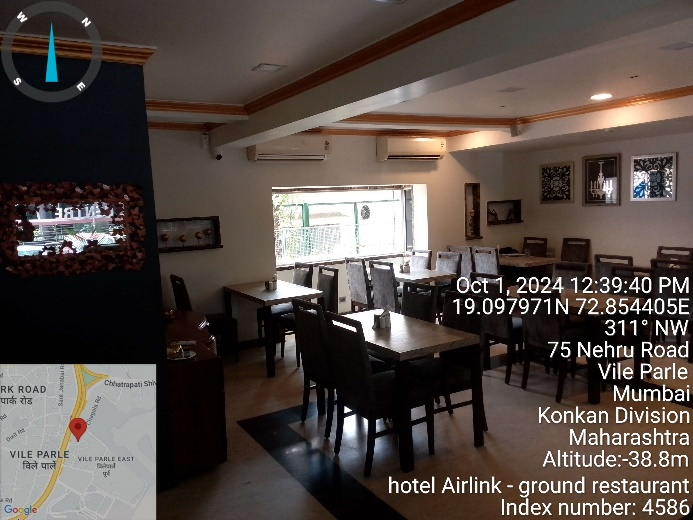 N
W
E
S
Oct 1, 2024 12:39:40 PM
19.097971N 72.854405E
311° NW
75 Nehru Road
Vile Parle
Mumbai
Konkan Division
Maharashtra
Altitude:-38.8m
hotel Airlink - ground restaurant
Index number: 4586
RK ROAD
पार्क रोड
Chhatrapati Shiv
VILE PARLE
विले पार्ले
VILE PARLE EAST
Google